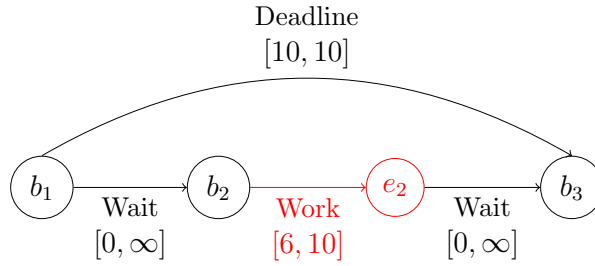 Deadline
[10, 10]
b₁ b₂ e₂ b₃
Wait Work Wait
[0, ∞] [6, 10] [0, ∞]